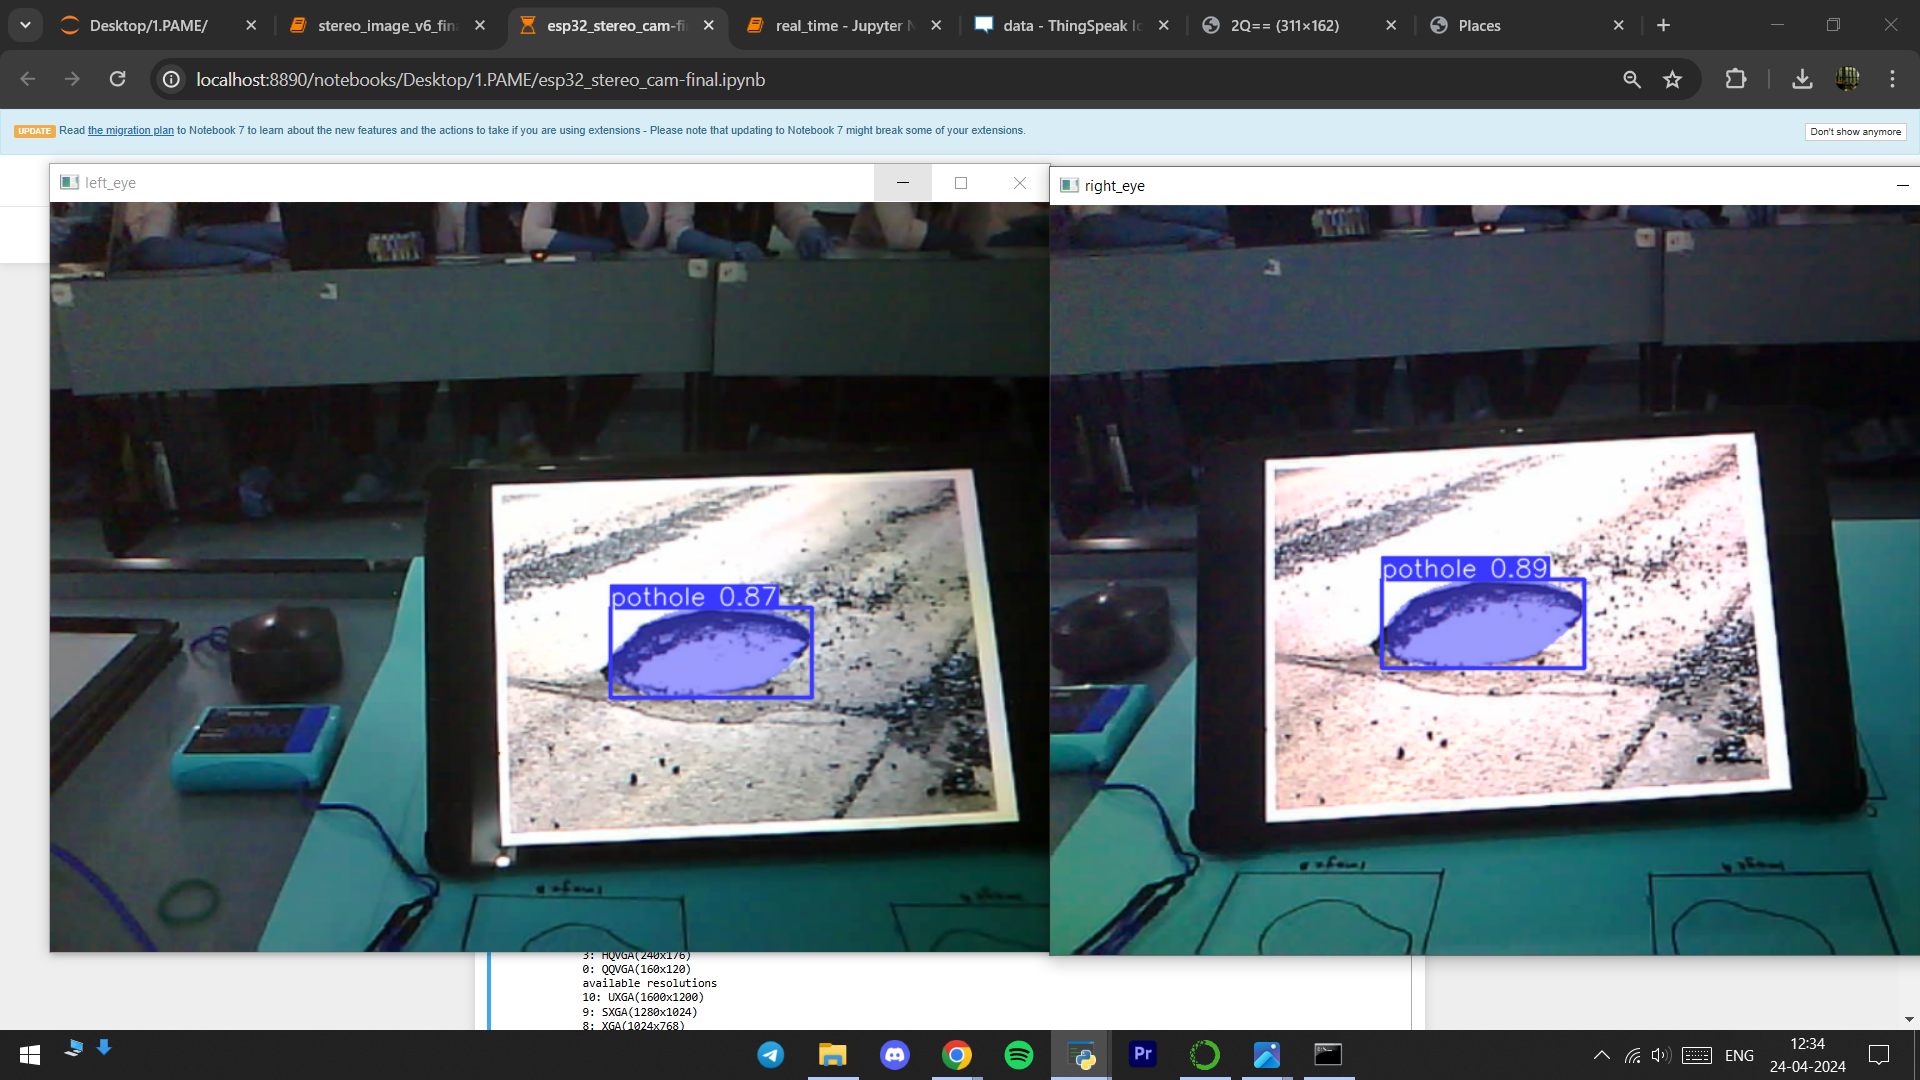 Desktop/1.PAME/
stereo_image_v6_fin
esp32_stereo_cam-fi
real_time - Jupyter N
data - ThingSpeak Io
2Q== (311×162)
Places
localhost:8890/notebooks/Desktop/1.PAME/esp32_stereo_cam-final.ipynb
UPDATE Read the migration plan to Notebook 7 to learn about the new features and the actions to take if you are using extensions - Please note that updating to Notebook 7 might break some of your extensions.
Don't show anymore
left_eye
right_eye
pothole 0.87
pothole 0.89
3: HQVGA(240x176)
0: QQVGA(160x120)
available resolutions
10: UXGA(1600x1200)
9: SXGA(1280x1024)
8: XGA(1024x768)
Pr
ENG
12:34
24-04-2024